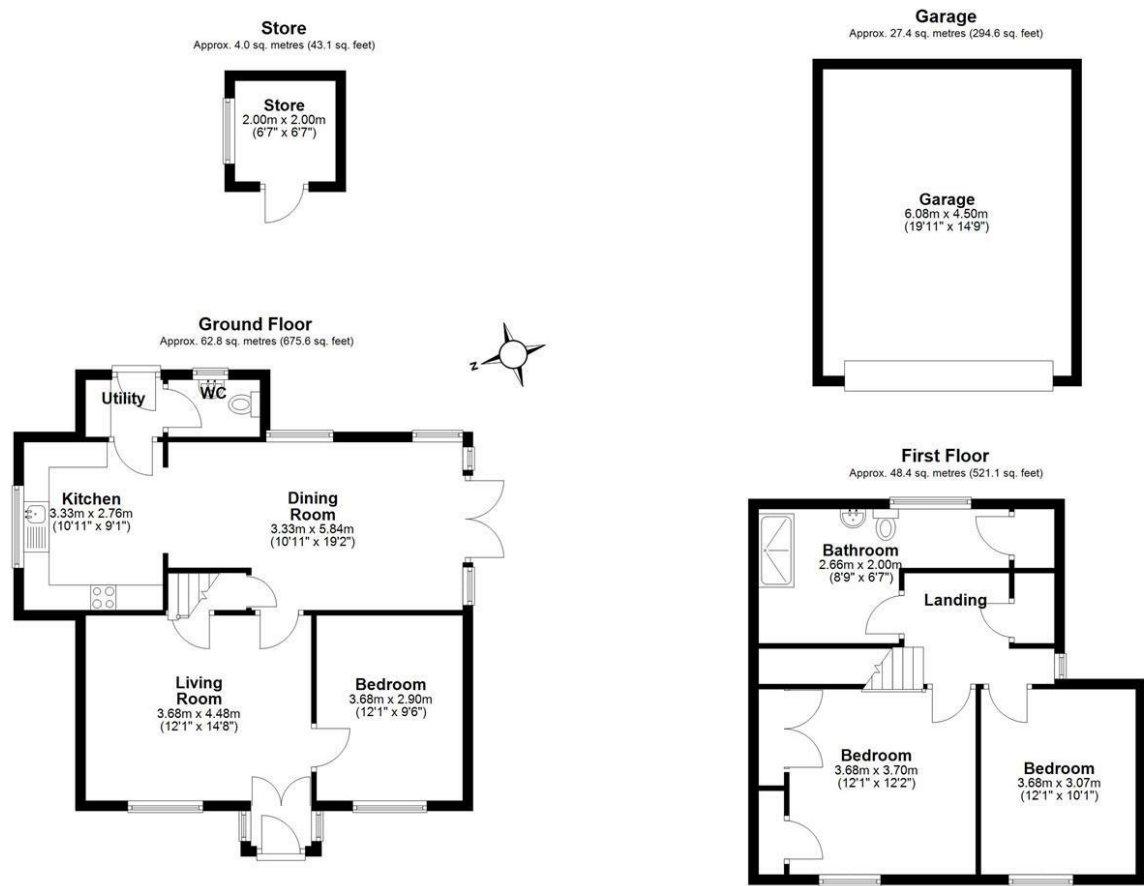 Store
Approx. 4.0 sq. metres (43.1 sq. feet)
Store
2.00m x 2.00m
(6'7" x 6'7")
Garage
Approx. 27.4 sq. metres (294.6 sq. feet)
Garage
6.08m x 4.50m
(19'11" x 14'9")
Ground Floor
Approx. 62.8 sq. metres (675.6 sq. feet)
N
Utility
WC
Kitchen
3.33m x 2.76m
(10'11" x 9'1")
Dining
Room
3.33m x 5.84m
(10'11" x 19'2")
Living
Room
3.68m x 4.48m
(12'1" x 14'8")
Bedroom
3.68m x 2.90m
(12'1" x 9'6")
First Floor
Approx. 48.4 sq. metres (521.1 sq. feet)
Bathroom
2.66m x 2.00m
(8'9" x 6'7")
Landing
Bedroom
3.68m x 3.70m
(12'1" x 12'2")
Bedroom
3.68m x 3.07m
(12'1" x 10'1")